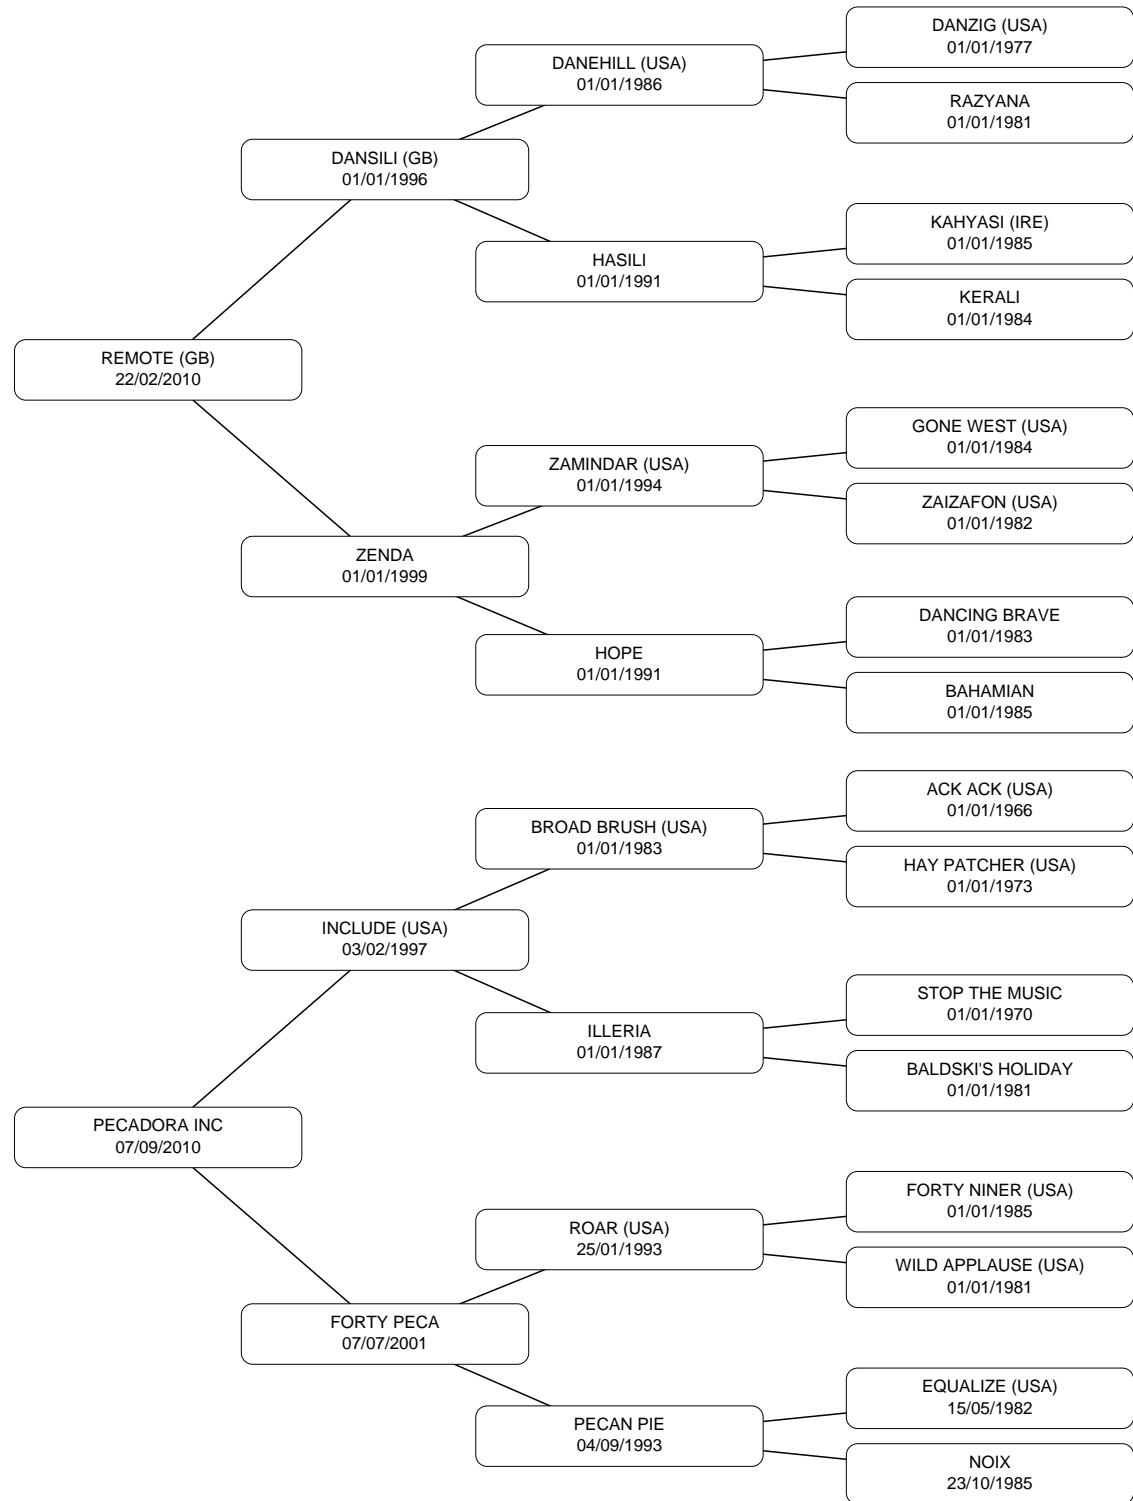 DANZIG (USA)
01/01/1977
DANEHILL (USA)
01/01/1986
RAZYANA
01/01/1981
DANSILI (GB)
01/01/1996
KAHYASI (IRE)
01/01/1985
HASILI
01/01/1991
KERALI
01/01/1984
REMOTE (GB)
22/02/2010
GONE WEST (USA)
01/01/1984
ZAMINDAR (USA)
01/01/1994
ZAIZAFON (USA)
01/01/1982
ZENDA
01/01/1999
DANCING BRAVE
01/01/1983
HOPE
01/01/1991
BAHAMIAN
01/01/1985
ACK ACK (USA)
01/01/1966
BROAD BRUSH (USA)
01/01/1983
HAY PATCHER (USA)
01/01/1973
INCLUDE (USA)
03/02/1997
STOP THE MUSIC
01/01/1970
ILLERIA
01/01/1987
BALDSKI'S HOLIDAY
01/01/1981
PECADORA INC
07/09/2010
FORTY NINER (USA)
01/01/1985
ROAR (USA)
25/01/1993
WILD APPLAUSE (USA)
01/01/1981
FORTY PECA
07/07/2001
EQUALIZE (USA)
15/05/1982
PECAN PIE
04/09/1993
NOIX
23/10/1985